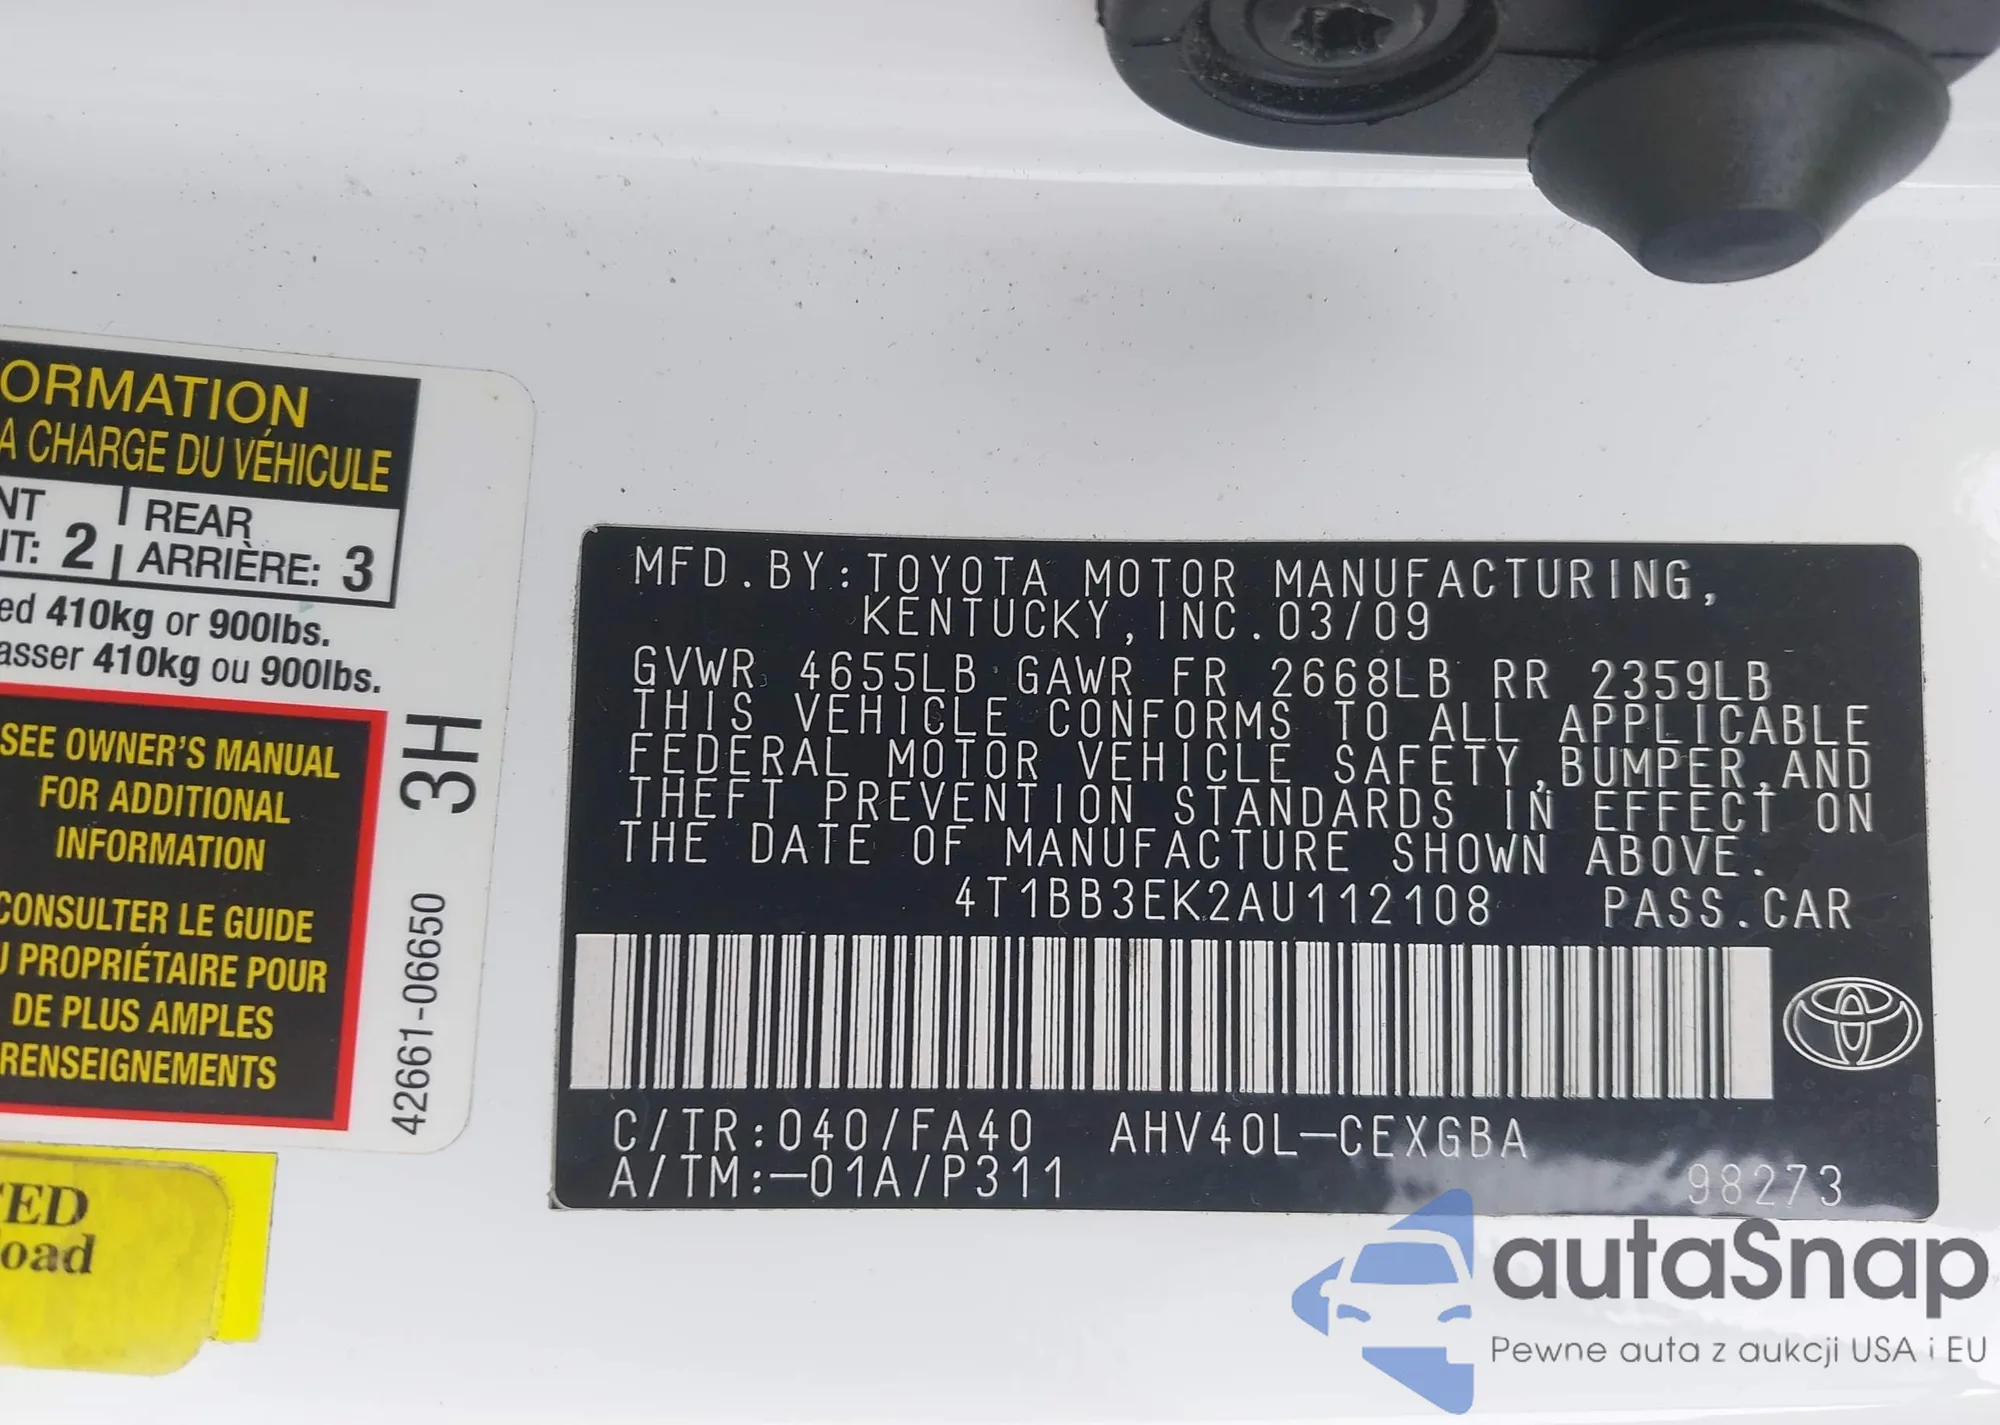 ORMATION
A CHARGE DU VÉHICULE
NT | REAR
IT: 2 | ARRIÈRE: 3
ed 410kg or 900lbs.
asser 410kg ou 900lbs.
SEE OWNER'S MANUAL
FOR ADDITIONAL
INFORMATION
CONSULTER LE GUIDE
U PROPRIÉTAIRE POUR
DE PLUS AMPLES
RENSEIGNEMENTS
42661-06650 3H
ED
oad
MFD.BY:TOYOTA MOTOR MANUFACTURING,
KENTUCKY,INC.03/09
GVWR 4655LB GAWR FR 2668LB RR 2359LB
THIS VEHICLE CONFORMS TO ALL APPLICABLE
FEDERAL MOTOR VEHICLE SAFETY,BUMPER,AND
THEFT PREVENTION STANDARDS IN EFFECT ON
THE DATE OF MANUFACTURE SHOWN ABOVE.
4T1BB3EK2AU112108 PASS.CAR
C/TR:040/FA40 AHV40L-CEXGBA
A/TM:-01A/P311
98273
autaSnap
Pewne auta z aukcji USA i EU